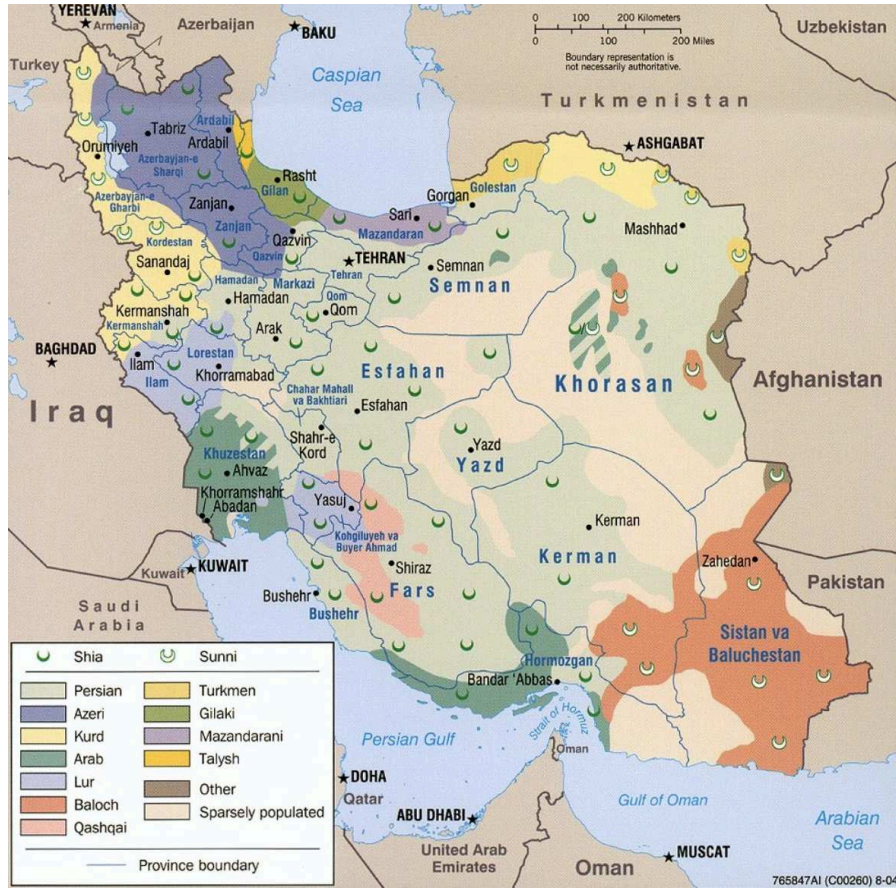 YEREVAN
Armenia
Azerbaijan
BAKU
Turkey
Caspian
Sea
0 100 200 Kilometers
0 100 200 Miles
Boundary representation is
not necessarily authoritative.
Uzbekistan
Turkmenistan
ASHGABAT
Tabriz
Ardabil
Ardabil
Orumiyeh
Azerbayjan-e
Sharqi
Azerbayjan-e
Gharbi
Rasht
Gilan
Zanjan
Zanjan
Qazvin
Qazvin
Gorgan
Golestan
Sari
Mazandaran
Mashhad
Kordestan
Sanandaj
TEHRAN
Tehran
Semnan
Semnan
Hamadan
Hamadan
Markazi
Qom
Qom
Kermanshah
Kermanshah
Arak
BAGHDAD
Iraq
Ilam
Ilam
Lorestan
Khorramabad
Esfahan
Esfahan
Chahar Mahall
va Bakhtiari
Shahr-e
Kord
Khorasan
Afghanistan
Yazd
Yazd
Khuzestan
Ahvaz
Khorramshahr
Abadan
Yasuj
Kohgiluyeh va
Buyer Ahmad
Kerman
Kerman
Shiraz
Fars
Kuwait
KUWAIT
Bushehr
Bushehr
Saudi
Arabia
Zahedan
Pakistan
Sistan va
Baluchestan
Hormozgan
Bandar 'Abbas
Strait of Hormuz
Oman
Persian Gulf
DOHA
Qatar
ABU DHABI
United Arab
Emirates
Gulf of Oman
MUSCAT
Oman
Arabian
Sea
Shia
Sunni
Persian
Azeri
Kurd
Arab
Lur
Baloch
Qashqai
Turkmen
Gilaki
Mazandarani
Talysh
Other
Sparsely populated
Province boundary
765847AI (C00260) 8-04